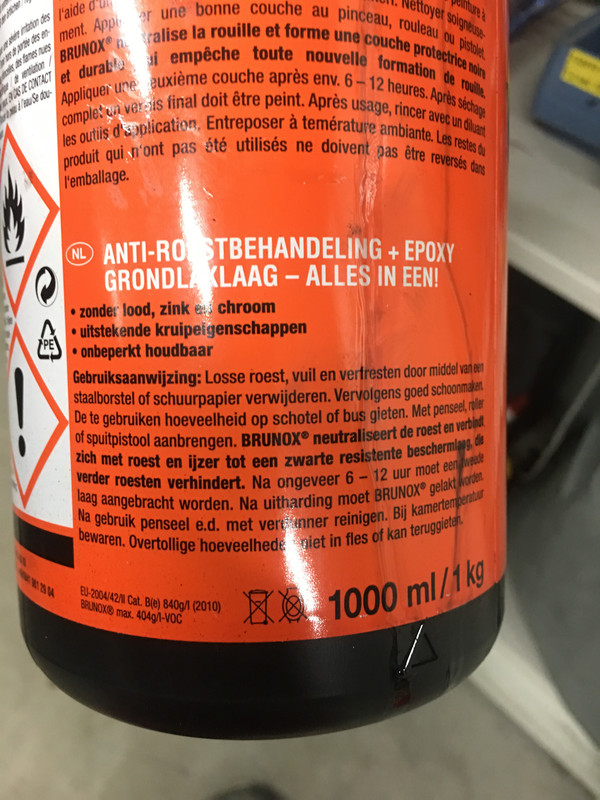 l'aide d'un
peinture à
Nettoyer soigneuse-
ment. une bonne couche au pinceau, rouleau ou pistolet.
BRUNOX® la rouille et forme une couche protectrice noire
et durable qui empêche toute nouvelle formation de rouille.
Appliquer une deuxième couche après env. 6 – 12 heures. Après séchage
complet un vernis final doit être peint. Après usage, rincer avec un diluant
les outils d'application. Entreposer à temérature ambiante. Les restes du
produit qui n'ont pas été utilisés ne doivent pas être reversés dans
l'emballage.
NL ANTI-ROESTBEHANDELING + EPOXY
GRONDLAKLAAG – ALLES IN EEN!
• zonder lood, zink en chroom
• uitstekende kruipeigenschappen
• onbeperkt houdbaar
Gebruiksaanwijzing: Losse roest, vuil en verfresten door middel van een
staalborstel of schuurpapier verwijderen. Vervolgens goed schoonmaken.
De te gebruiken hoeveelheid op schotel of bus gieten. Met penseel, roller
of spuitpistool aanbrengen. BRUNOX® neutraliseert de roest en verbindt
zich met roest en ijzer tot een zwarte resistente beschermlaag, die
verder roesten verhindert. Na ongeveer 6 – 12 uur moet een tweede
laag aangebracht worden. Na uitharding moet BRUNOX® gelakt worden.
Na gebruik penseel e.d. met verdunner reinigen. Bij kamertemperatuur
bewaren. Overtollige hoeveelheden niet in fles of kan teruggieten.
PE
EU-2004/42/II Cat. B(e) 840g/l (2010)
BRUNOX® max. 404g/l-VOC
1000 ml / 1 kg